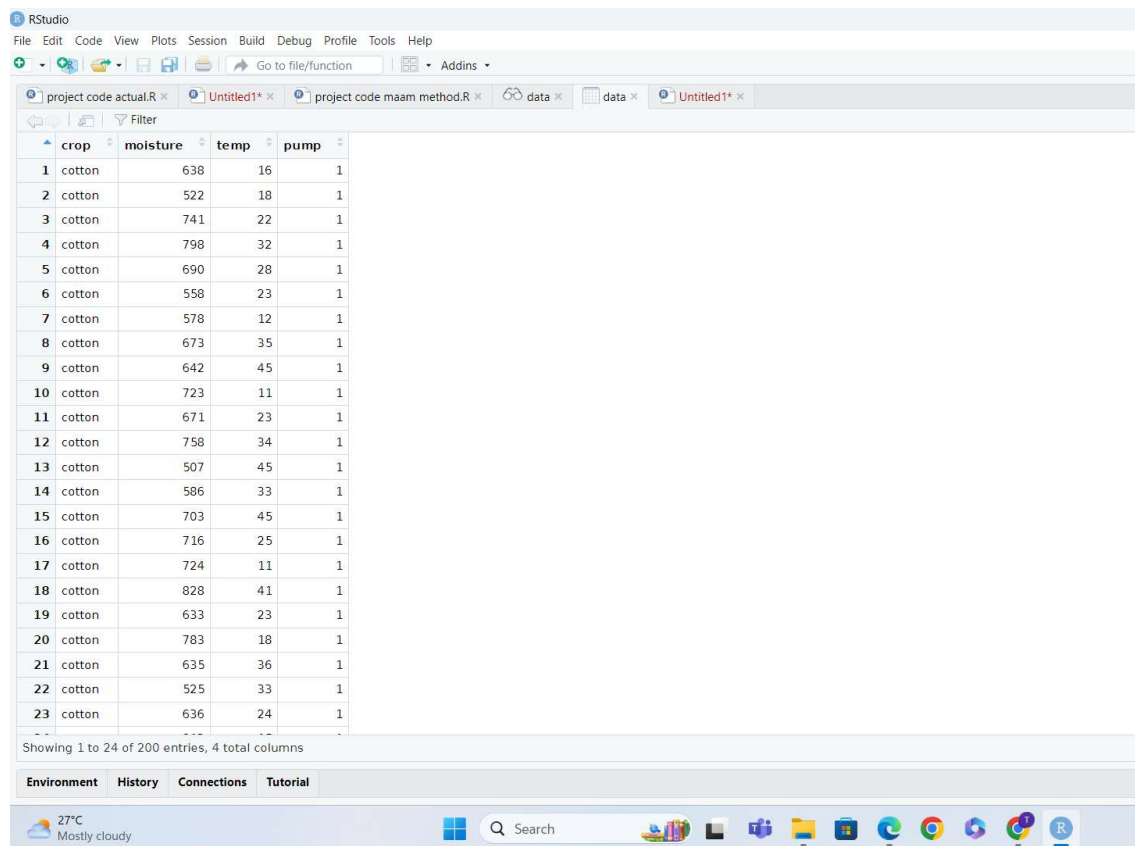 RStudio
File Edit Code View Plots Session Build Debug Profile Tools Help
Go to file/function Addins
project code actual.R Untitled1* project code maam method.R data data Untitled1*
Filter
crop moisture temp pump
1 cotton 638 16 1
2 cotton 522 18 1
3 cotton 741 22 1
4 cotton 798 32 1
5 cotton 690 28 1
6 cotton 558 23 1
7 cotton 578 12 1
8 cotton 673 35 1
9 cotton 642 45 1
10 cotton 723 11 1
11 cotton 671 23 1
12 cotton 758 34 1
13 cotton 507 45 1
14 cotton 586 33 1
15 cotton 703 45 1
16 cotton 716 25 1
17 cotton 724 11 1
18 cotton 828 41 1
19 cotton 633 23 1
20 cotton 783 18 1
21 cotton 635 36 1
22 cotton 525 33 1
23 cotton 636 24 1
Showing 1 to 24 of 200 entries, 4 total columns
Environment History Connections Tutorial
27°C
Mostly cloudy
Search